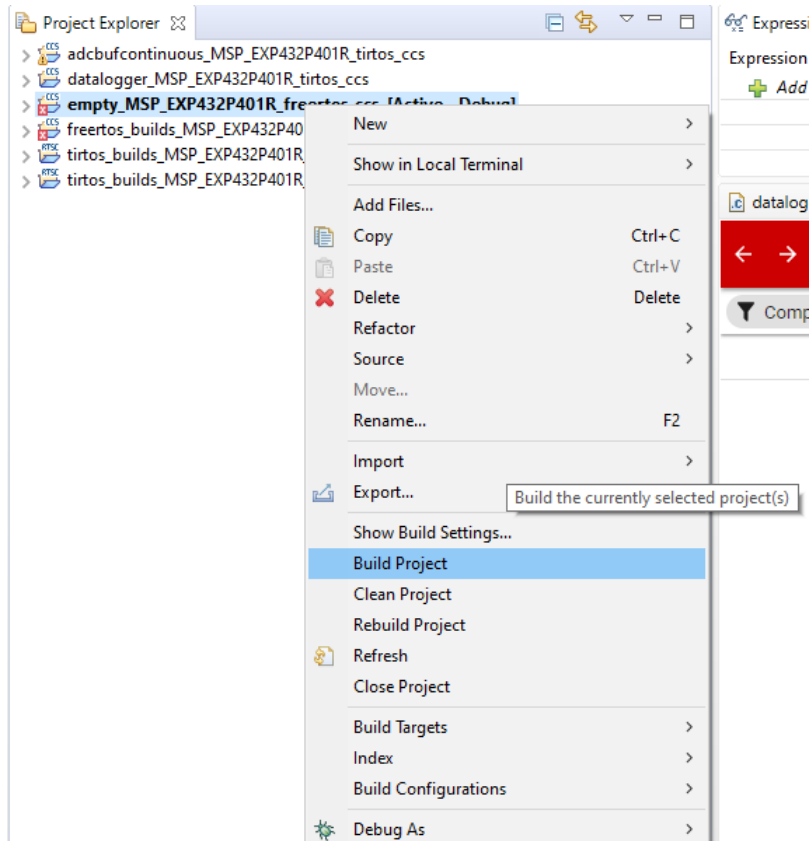 Project Explorer
adcbufcontinuous_MSP_EXP432P401R_tirtos_ccs
datalogger_MSP_EXP432P401R_tirtos_ccs
empty_MSP_EXP432P401R_freertos_ccs [Active - Debug]
freertos_builds_MSP_EXP432P40
tirtos_builds_MSP_EXP432P401R_
tirtos_builds_MSP_EXP432P401R_
New
Show in Local Terminal
Add Files...
Copy Ctrl+C
Paste Ctrl+V
Delete Delete
Refactor
Source
Move...
Rename... F2
Import
Export...
Build the currently selected project(s)
Show Build Settings...
Build Project
Clean Project
Rebuild Project
Refresh
Close Project
Build Targets
Index
Build Configurations
Debug As
Expressi
Expression
Add
datalog
Comp